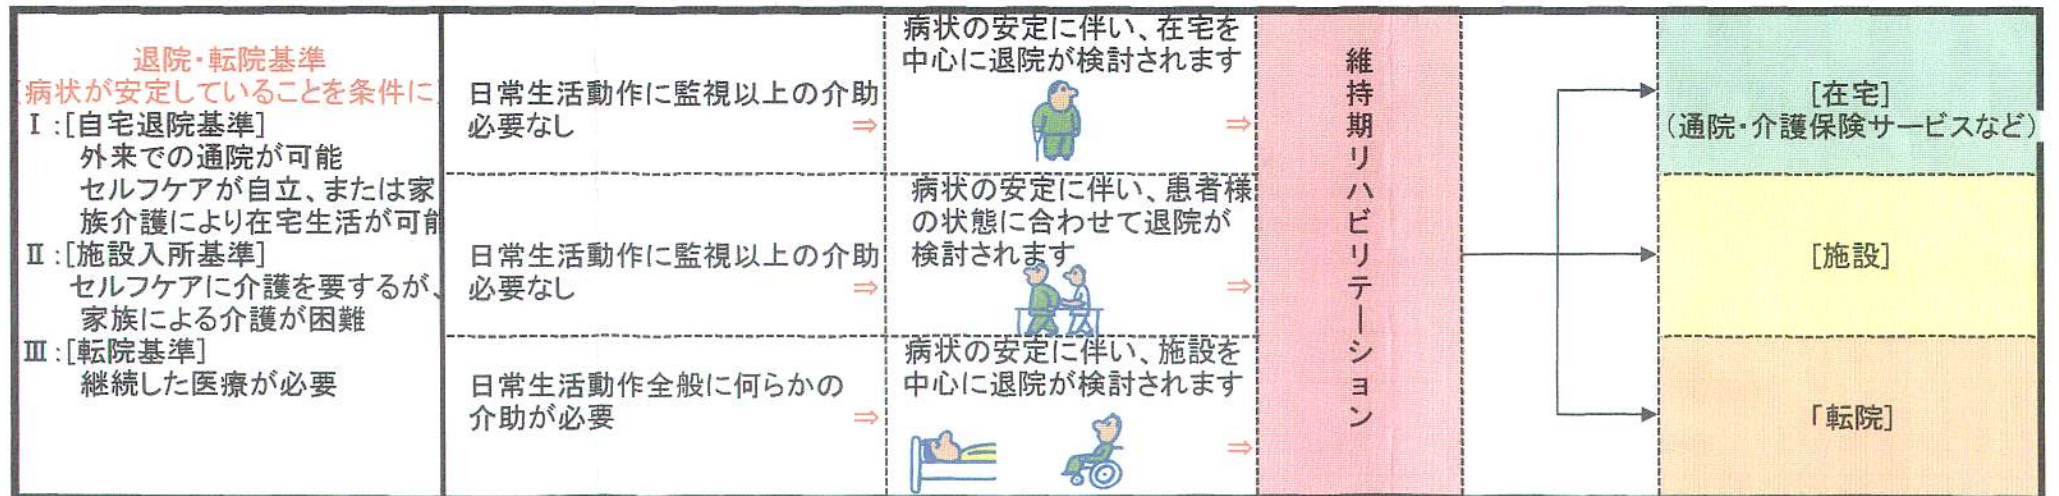 退院・転院基準
(病状が安定していることを条件に)
Ⅰ:[自宅退院基準]
外来での通院が可能
セルフケアが自立、または家
族介護により在宅生活が可能
Ⅱ:[施設入所基準]
セルフケアに介護を要するが、
家族による介護が困難
Ⅲ:[転院基準]
継続した医療が必要
日常生活動作に監視以上の介助
必要なし ⇒
病状の安定に伴い、在宅を
中心に退院が検討されます
⇒
日常生活動作に監視以上の介助
必要なし ⇒
病状の安定に伴い、患者様
の状態に合わせて退院が
検討されます
⇒
日常生活動作全般に何らかの
介助が必要 ⇒
病状の安定に伴い、施設を
中心に退院が検討されます
⇒
維持期リハビリテーション
[在宅]
(通院・介護保険サービスなど)
[施設]
「転院]